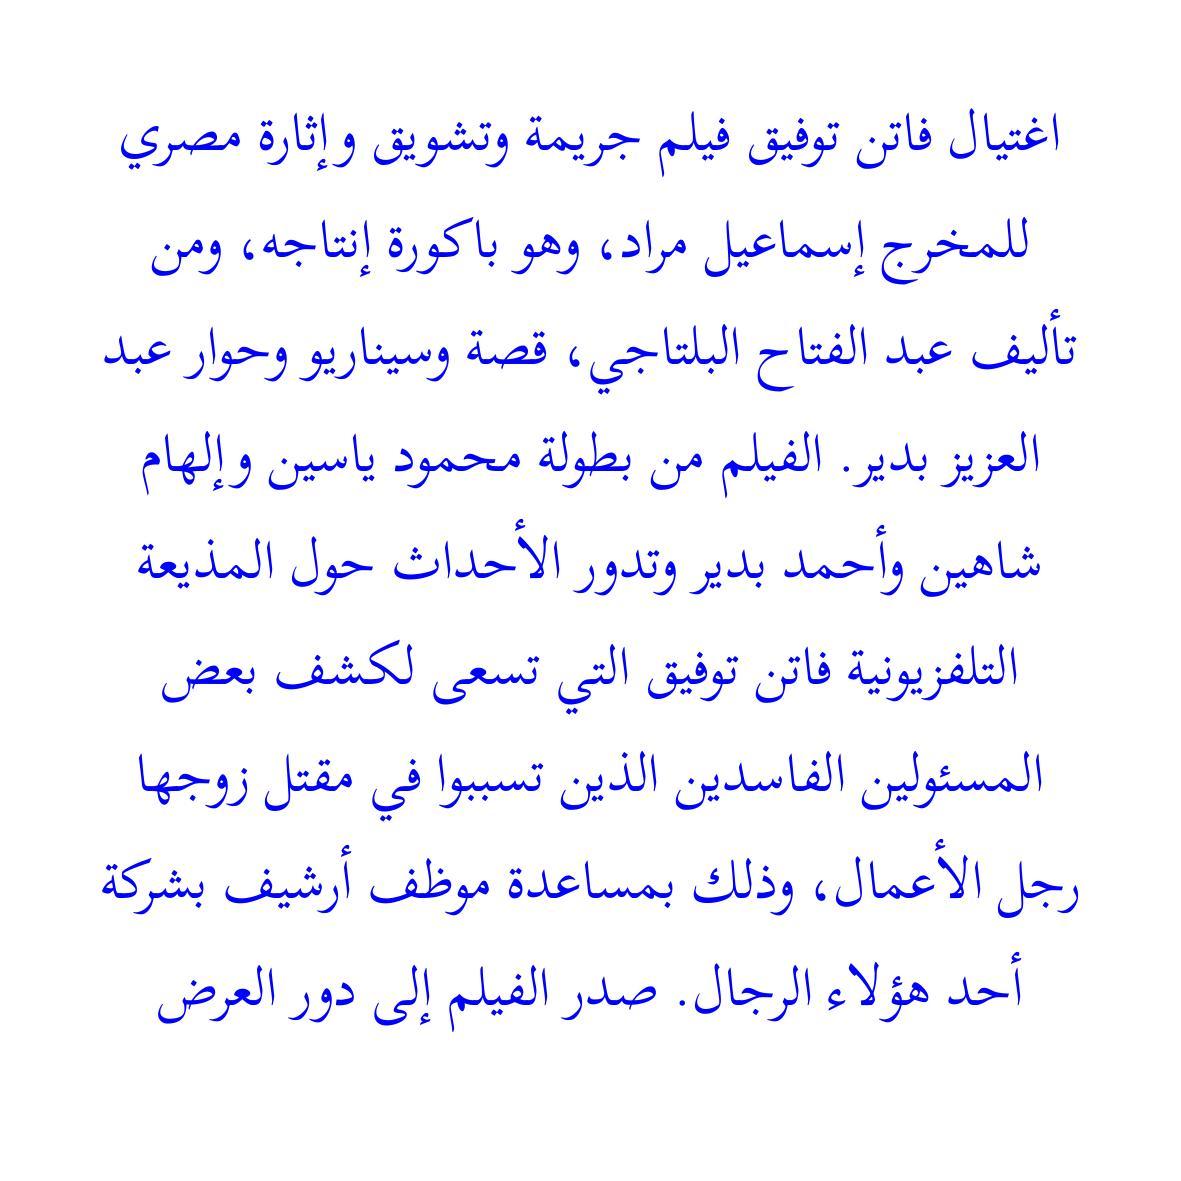 اغتيال فاتن توفيق فيلم جريمة وتشويق وإثارة مصري
للمخرج إسماعيل مراد، وهو باكورة إنتاجه، ومن
تأليف عبد الفتاح البلتاجي، قصة وسيناريو وحوار عبد
العزيز بدير. الفيلم من بطولة محمود ياسين وإلهام
شاهين وأحمد بدير وتدور الأحداث حول المذيعة
التلفزيونية فاتن توفيق التي تسعى لكشف بعض
المسئولين الفاسدين الذين تسببوا في مقتل زوجها
رجل الأعمال، وذلك بمساعدة موظف أرشيف بشركة
أحد هؤلاء الرجال. صدر الفيلم إلى دور العرض